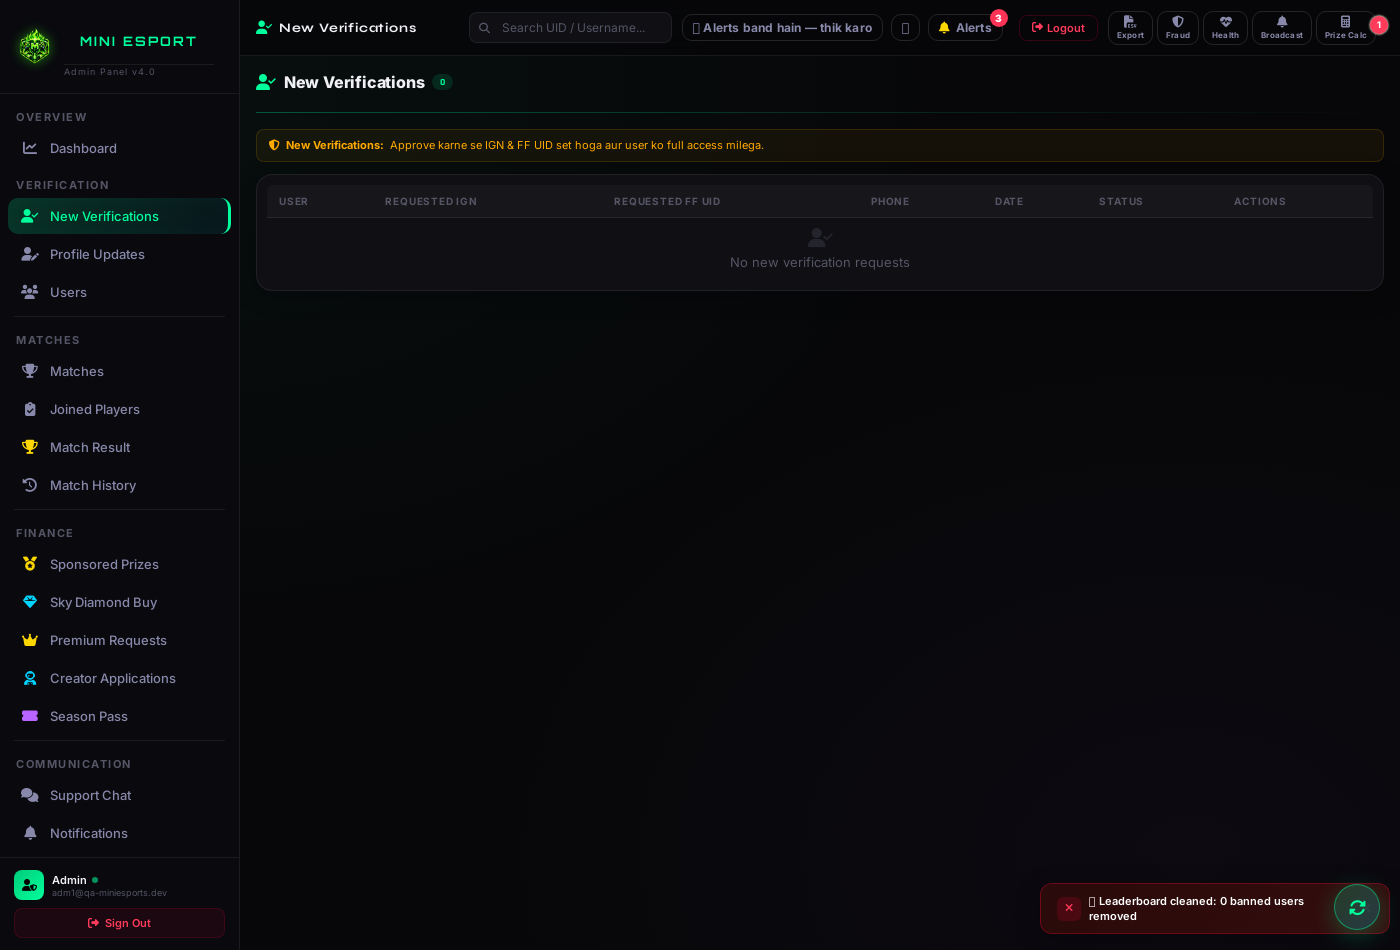 MINI ESPORT
Admin Panel v4.0
OVERVIEW
Dashboard
VERIFICATION
New Verifications
Profile Updates
Users
MATCHES
Matches
Joined Players
Match Result
Match History
FINANCE
Sponsored Prizes
Sky Diamond Buy
Premium Requests
Creator Applications
Season Pass
COMMUNICATION
Support Chat
Notifications
Admin
adm1@qa-miniesports.dev
Sign Out
New Verifications
Search UID / Username...
Alerts band hain — thik karo
Alerts
3
Logout
Export
Fraud
Health
Broadcast
Prize Calc
1
New Verifications 0
New Verifications: Approve karne se IGN & FF UID set hoga aur user ko full access milega.
USER REQUESTED IGN REQUESTED FF UID PHONE DATE STATUS ACTIONS
No new verification requests
Leaderboard cleaned: 0 banned users
removed